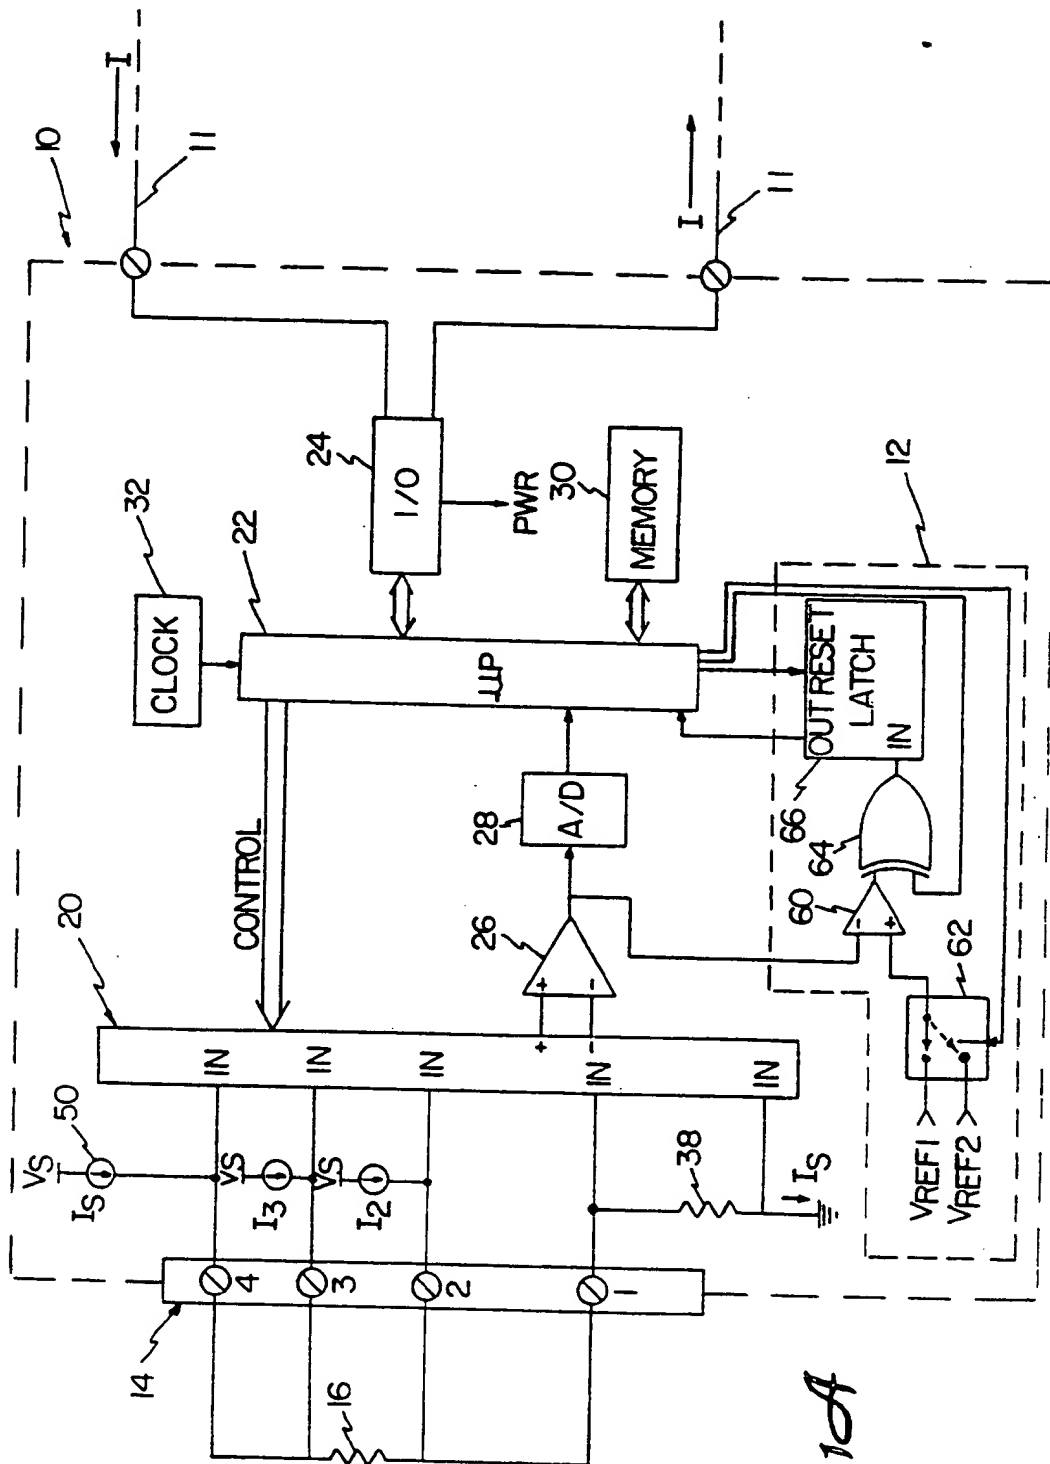 I
11
10
I
11
32
CLOCK
22
24
I/O
PWR
30
MEMORY
µP
CONTROL
20
28
A/D
26
12
OUT RESET
LATCH
IN
66
64
60
-
+
62
VREF1
VREF2
IN
IN
IN
+
-
IN
IN
+
-
50
VS
IS
VS
I3
VS
I2
38
IS
14
4
3
2
1
16
1A